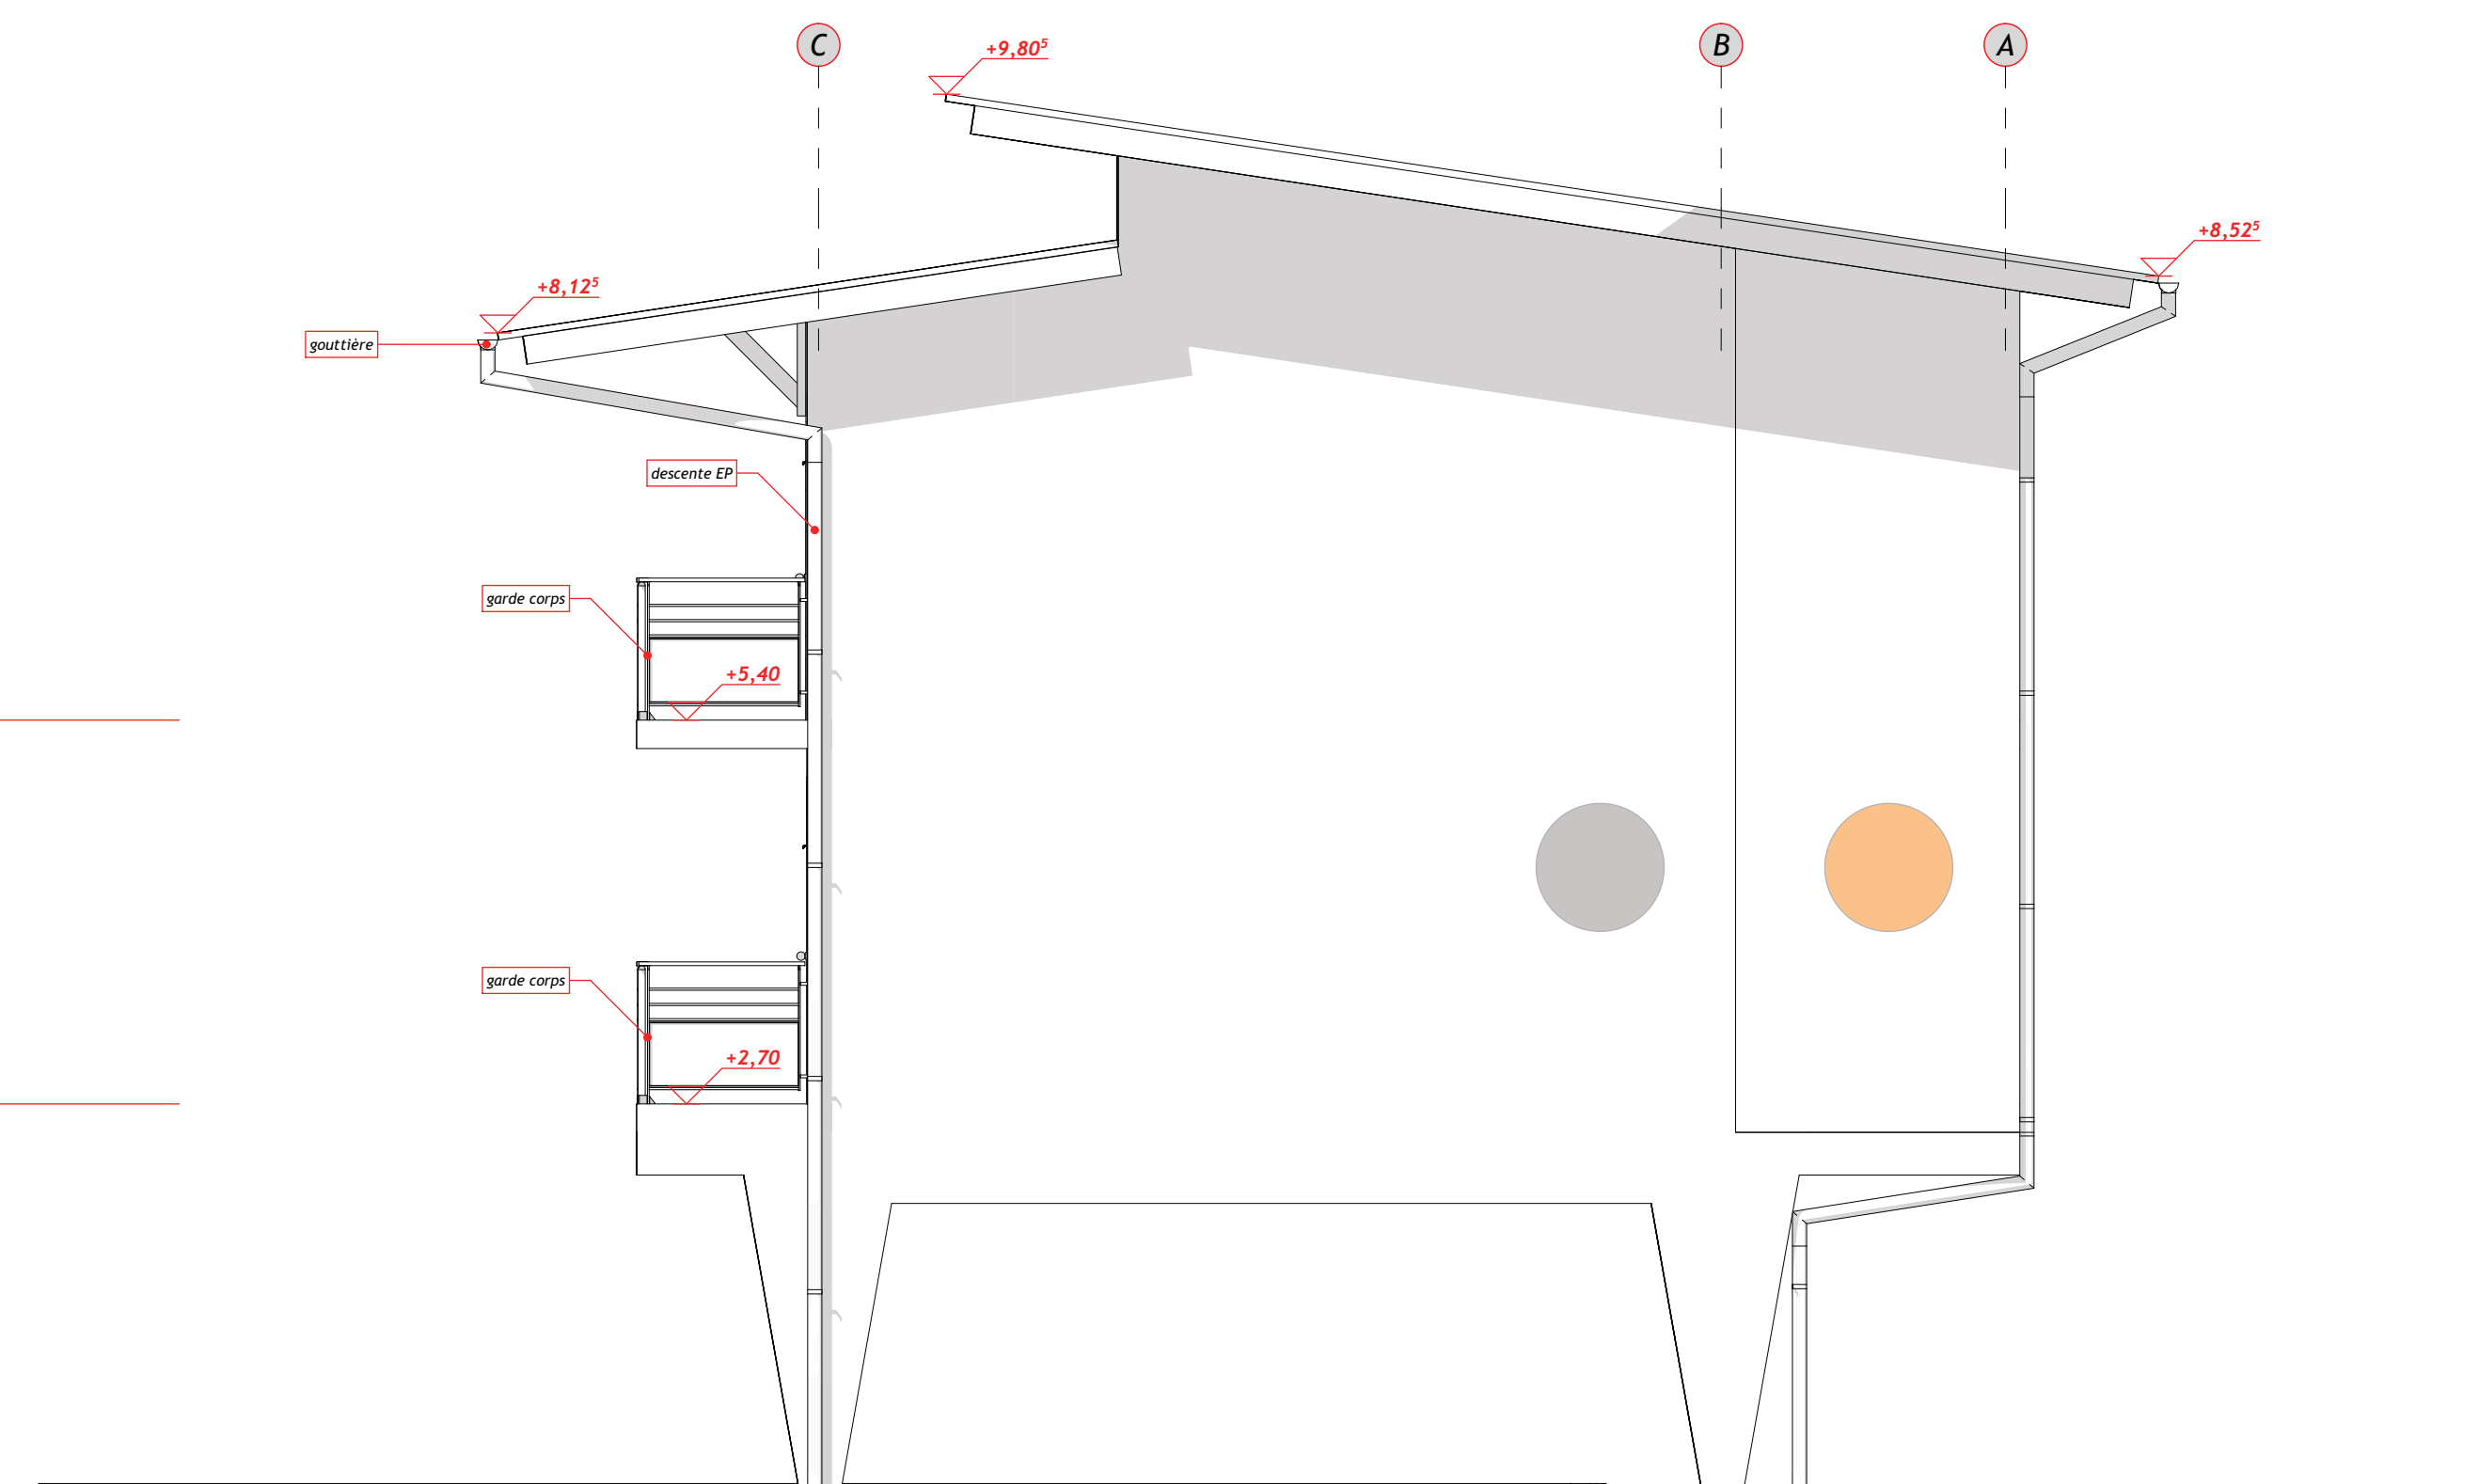 C
B
A
+9,80⁵
+8,52⁵
+8,12⁵
gouttière
descente EP
garde corps
+5,40
garde corps
+2,70